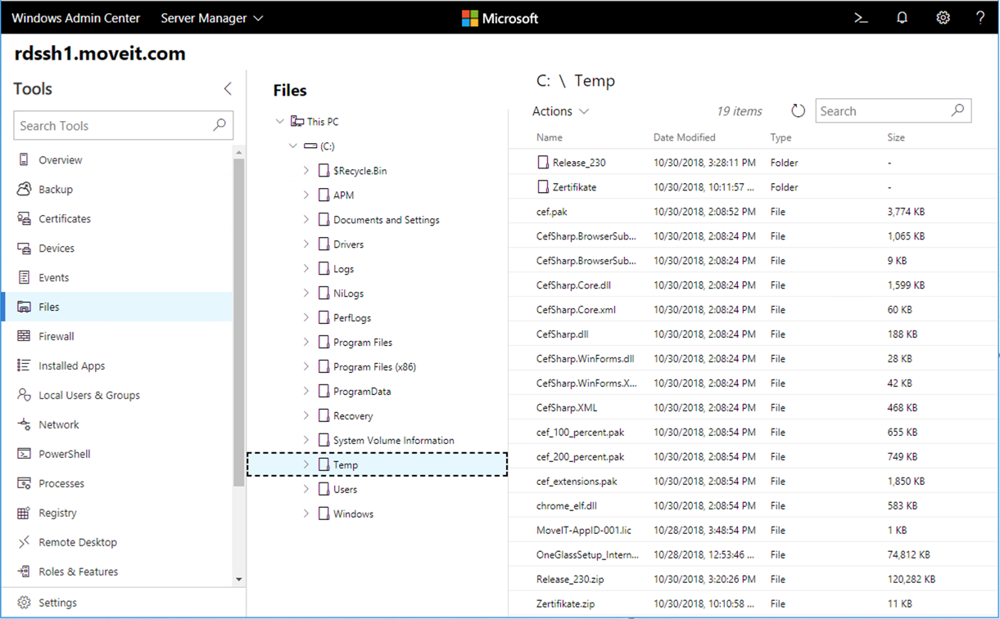 Windows Admin Center Server Manager Microsoft >_ ?
rdssh1.moveit.com
Tools
Search Tools
Overview
Backup
Certificates
Devices
Events
Files
Firewall
Installed Apps
Local Users & Groups
Network
PowerShell
Processes
Registry
Remote Desktop
Roles & Features
Settings
Files
This PC
(C:)
$Recycle.Bin
APM
Documents and Settings
Drivers
Logs
NiLogs
PerfLogs
Program Files
Program Files (x86)
ProgramData
Recovery
System Volume Information
Temp
Users
Windows
C: \ Temp
Actions 19 items Search
Name Date Modified Type Size
Release_230 10/30/2018, 3:28:11 PM Folder -
Zertifikate 10/30/2018, 10:11:57 ... Folder -
cef.pak 10/30/2018, 2:08:52 PM File 3,774 KB
CefSharp.BrowserSub... 10/30/2018, 2:08:24 PM File 1,065 KB
CefSharp.BrowserSub... 10/30/2018, 2:08:24 PM File 9 KB
CefSharp.Core.dll 10/30/2018, 2:08:24 PM File 1,599 KB
CefSharp.Core.xml 10/30/2018, 2:08:24 PM File 60 KB
CefSharp.dll 10/30/2018, 2:08:24 PM File 188 KB
CefSharp.WinForms.dll 10/30/2018, 2:08:24 PM File 28 KB
CefSharp.WinForms.X... 10/30/2018, 2:08:24 PM File 42 KB
CefSharp.XML 10/30/2018, 2:08:24 PM File 468 KB
cef_100_percent.pak 10/30/2018, 2:08:54 PM File 655 KB
cef_200_percent.pak 10/30/2018, 2:08:54 PM File 749 KB
cef_extensions.pak 10/30/2018, 2:08:54 PM File 1,850 KB
chrome_elf.dll 10/30/2018, 2:08:54 PM File 583 KB
MoveIT-AppID-001.lic 10/28/2018, 3:48:54 PM File 1 KB
OneGlassSetup_Intern... 10/28/2018, 12:53:46 ... File 74,812 KB
Release_230.zip 10/30/2018, 3:20:26 PM File 120,282 KB
Zertifikate.zip 10/30/2018, 10:10:58 ... File 11 KB